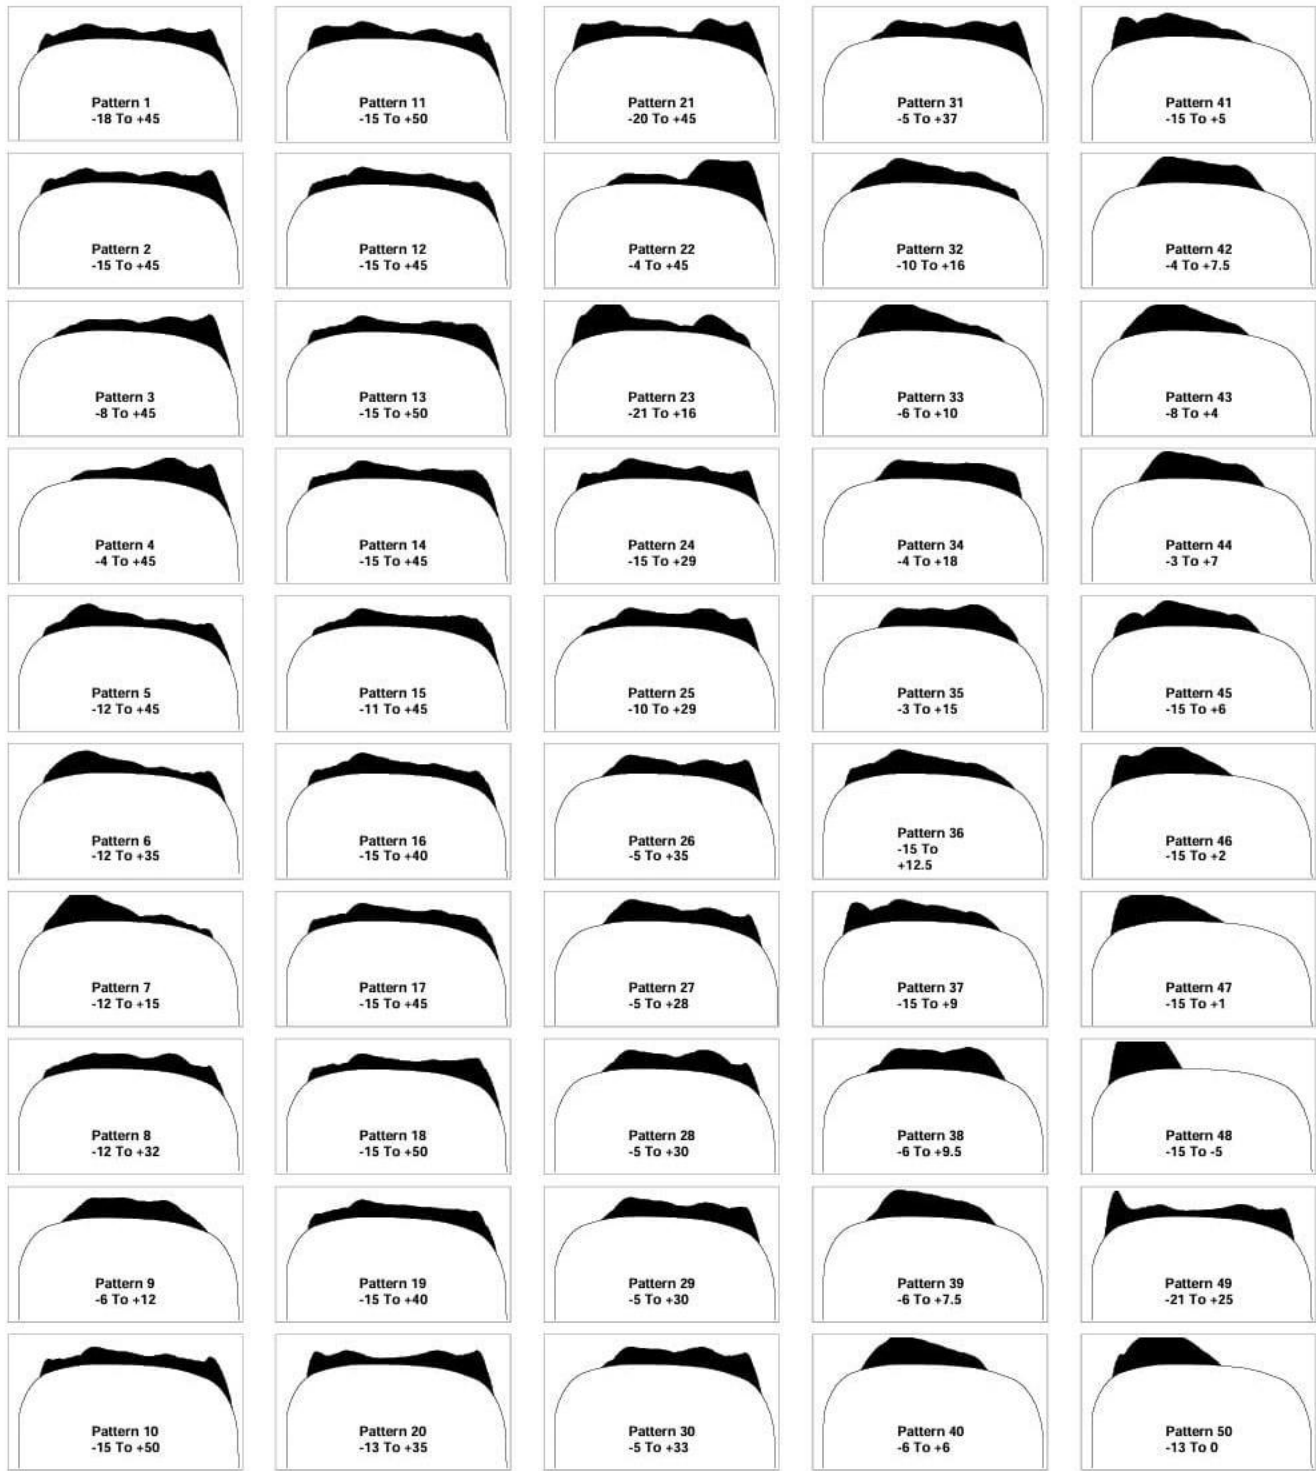 Pattern 1
-18 To +45
Pattern 11
-15 To +50
Pattern 21
-20 To +45
Pattern 31
-5 To +37
Pattern 41
-15 To +5
Pattern 2
-15 To +45
Pattern 12
-15 To +45
Pattern 22
-4 To +45
Pattern 32
-10 To +16
Pattern 42
-4 To +7.5
Pattern 3
-8 To +45
Pattern 13
-15 To +50
Pattern 23
-21 To +16
Pattern 33
-6 To +10
Pattern 43
-8 To +4
Pattern 4
-4 To +45
Pattern 14
-15 To +45
Pattern 24
-15 To +29
Pattern 34
-4 To +18
Pattern 44
-3 To +7
Pattern 5
-12 To +45
Pattern 15
-11 To +45
Pattern 25
-10 To +29
Pattern 35
-3 To +15
Pattern 45
-15 To +6
Pattern 6
-12 To +35
Pattern 16
-15 To +40
Pattern 26
-5 To +35
Pattern 36
-15 To
+12.5
Pattern 46
-15 To +2
Pattern 7
-12 To +15
Pattern 17
-15 To +45
Pattern 27
-5 To +28
Pattern 37
-15 To +9
Pattern 47
-15 To +1
Pattern 8
-12 To +32
Pattern 18
-15 To +50
Pattern 28
-5 To +30
Pattern 38
-6 To +9.5
Pattern 48
-15 To -5
Pattern 9
-6 To +12
Pattern 19
-15 To +40
Pattern 29
-5 To +30
Pattern 39
-6 To +7.5
Pattern 49
-21 To +25
Pattern 10
-15 To +50
Pattern 20
-13 To +35
Pattern 30
-5 To +33
Pattern 40
-6 To +6
Pattern 50
-13 To 0